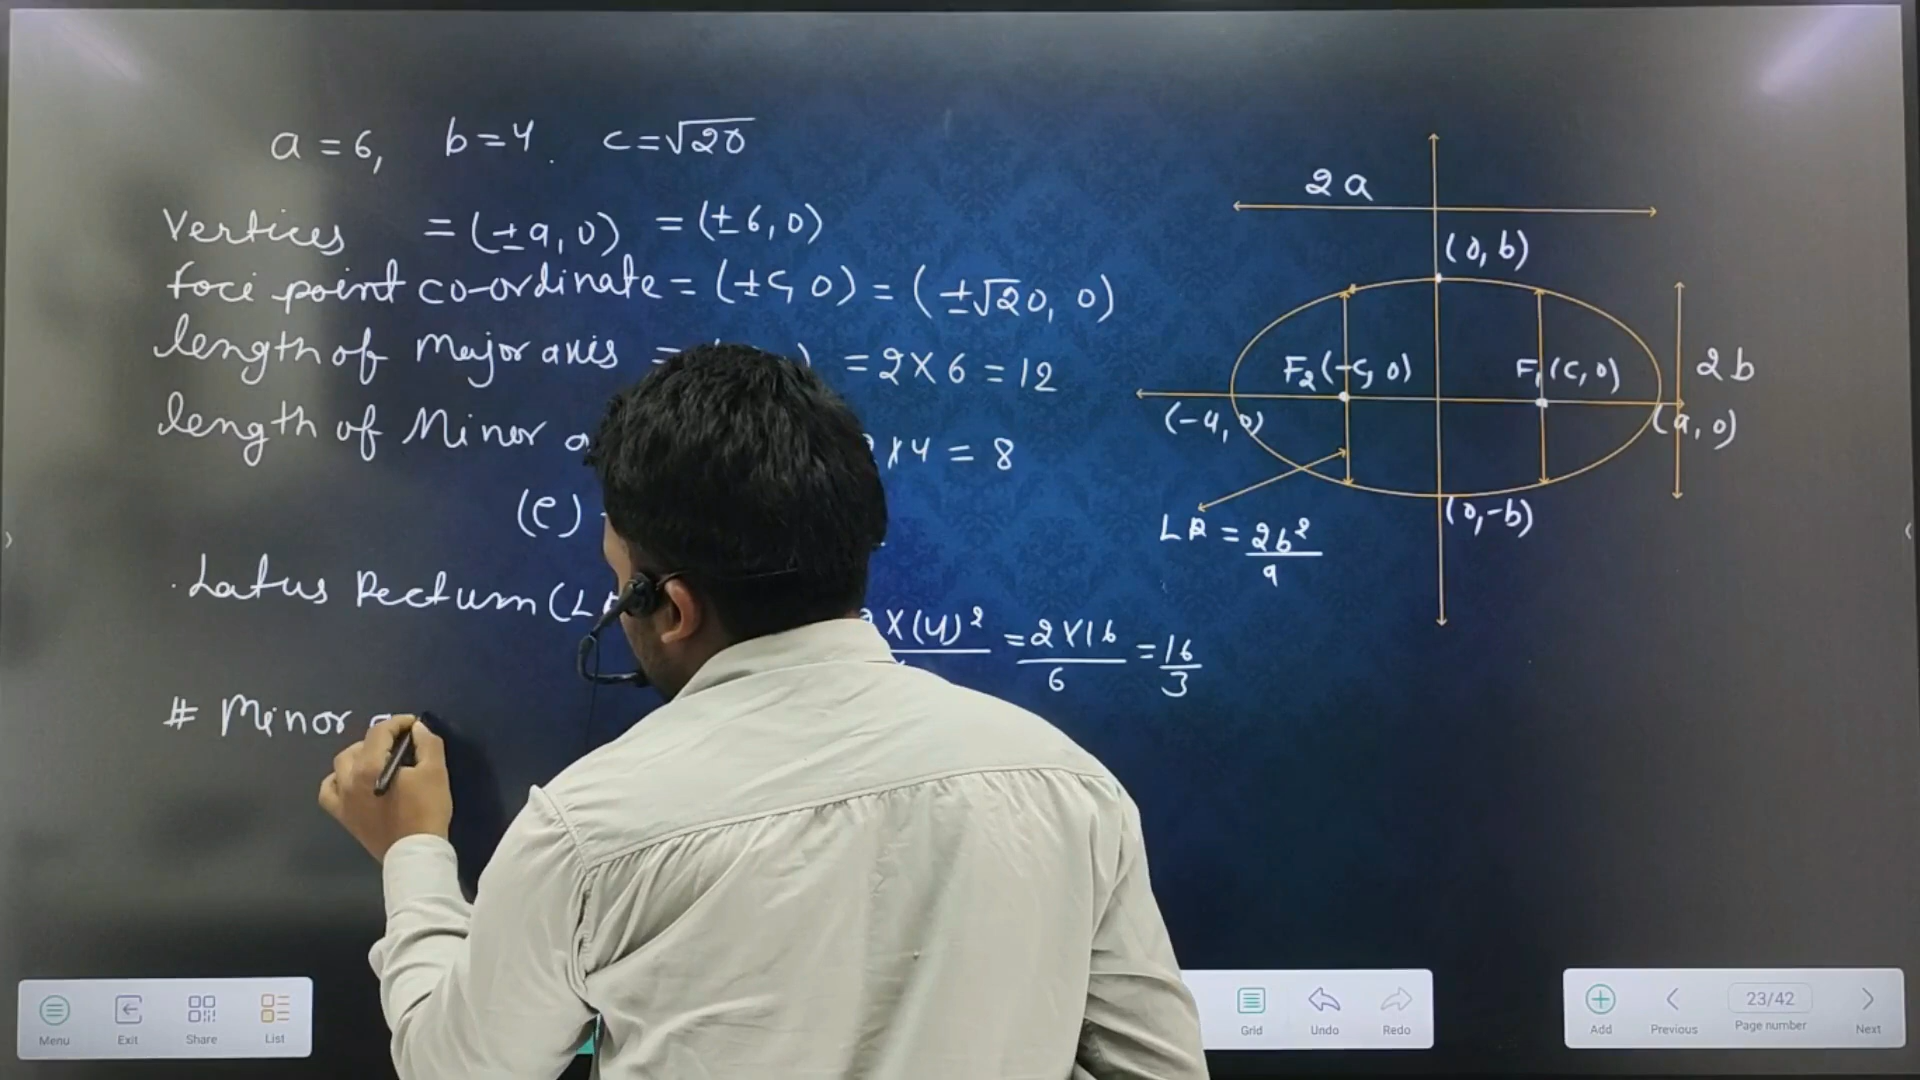 a = 6, b = 4. c = √20
Vertices = (±a, 0) = (±6, 0)
foci point co-ordinate = (±c, 0) = (±√20, 0)
length of Major axis = ) = 2 × 6 = 12
length of Minor a × 4 = 8
(e)
Latus Rectum (L × (4)² = 2 × 16 / 6 = 16 / 3
# Minor a
2a
(0, b)
F₂ (-c, 0) F₁ (c, 0) 2b
(-a, 0) (a, 0)
(0, -b)
LR = 2b² / a
Menu Exit Share List
Grid Undo Redo
Add Previous 23/42 Page number Next